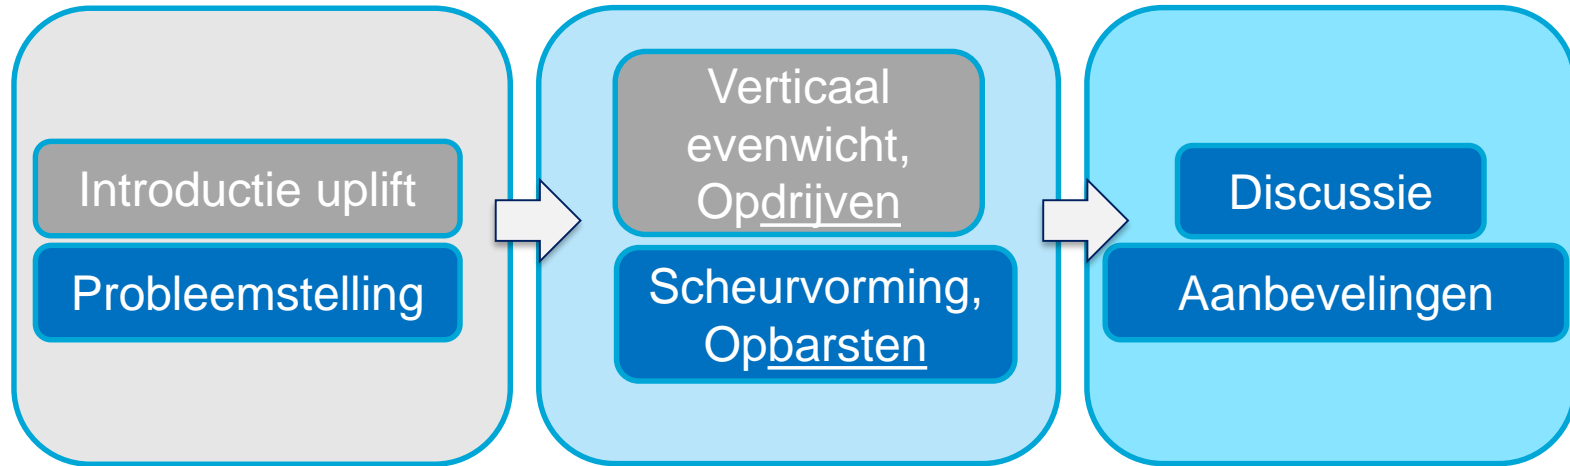 Introductie uplift
Probleemstelling
Verticaal
evenwicht,
Opdrijven
Scheurvorming,
Opbarsten
Discussie
Aanbevelingen